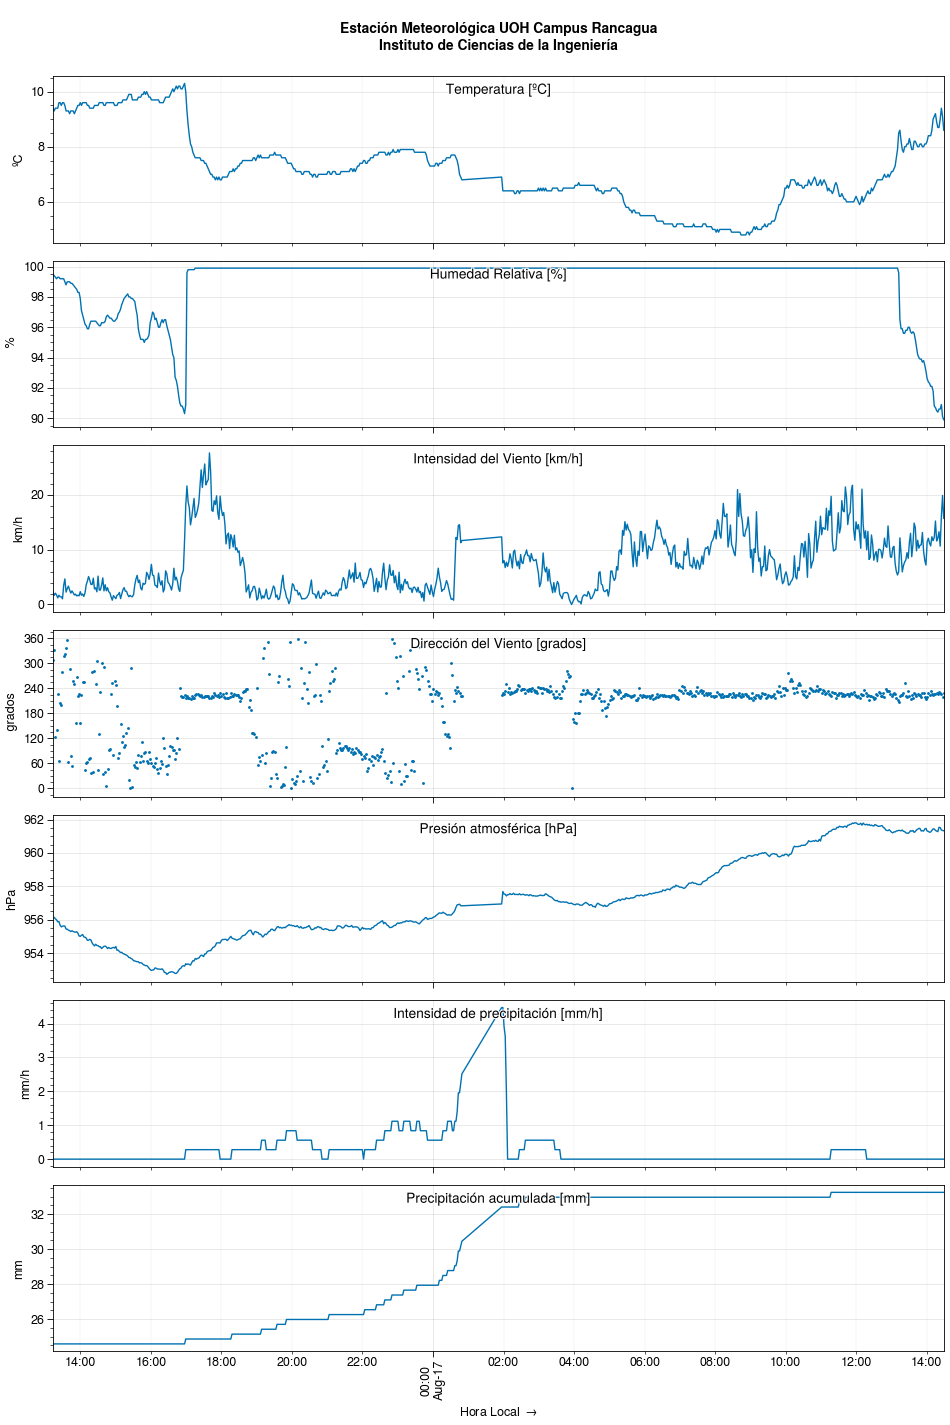 Estación Meteorológica UOH Campus Rancagua
Instituto de Ciencias de la Ingeniería
Temperatura [ºC]
ºC
10
8
6
Humedad Relativa [%]
%
100
98
96
94
92
90
Intensidad del Viento [km/h]
km/h
20
10
0
Dirección del Viento [grados]
grados
360
300
240
180
120
60
0
Presión atmosférica [hPa]
hPa
962
960
958
956
954
Intensidad de precipitación [mm/h]
mm/h
4
3
2
1
0
Precipitación acumulada [mm]
mm
32
30
28
26
14:00 16:00 18:00 20:00 22:00 00:00 02:00 04:00 06:00 08:00 10:00 12:00 14:00
Aug-17
Hora Local →